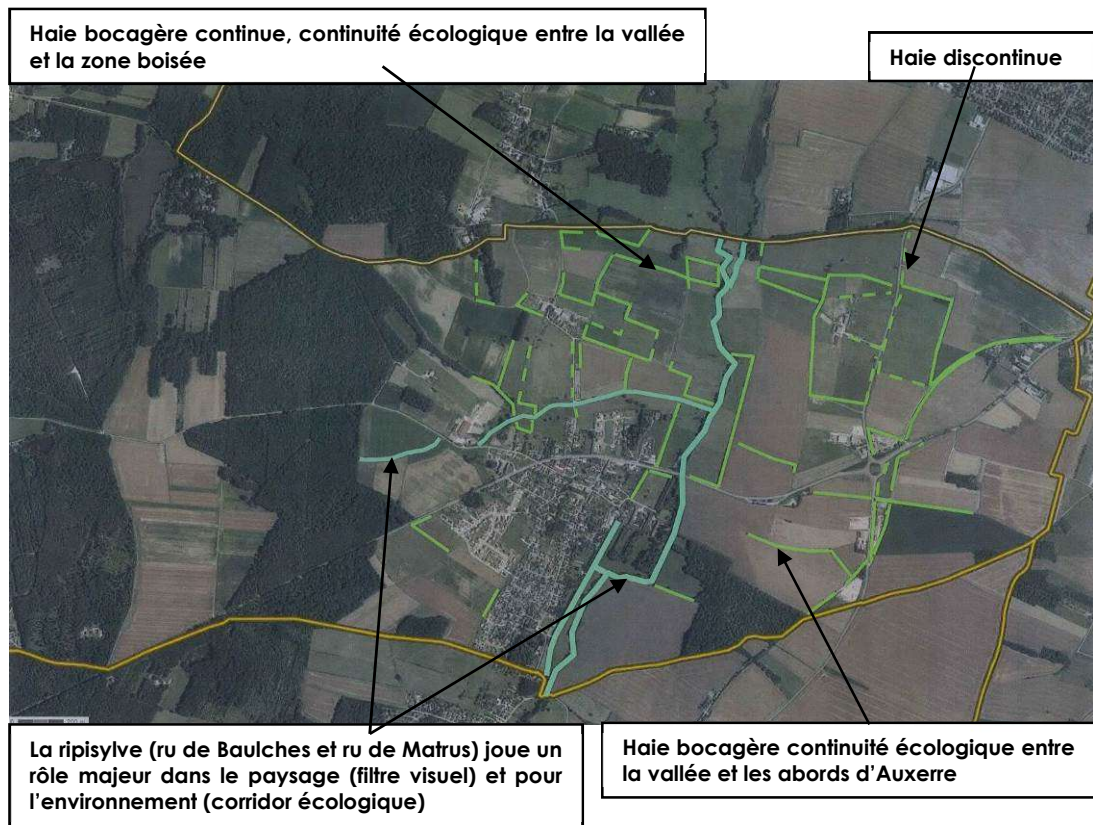 Haie bocagère continue, continuité écologique entre la vallée
et la zone boisée
Haie discontinue
La ripisylve (ru de Baulches et ru de Matrus) joue un
rôle majeur dans le paysage (filtre visuel) et pour
l’environnement (corridor écologique)
Haie bocagère continuité écologique entre
la vallée et les abords d’Auxerre